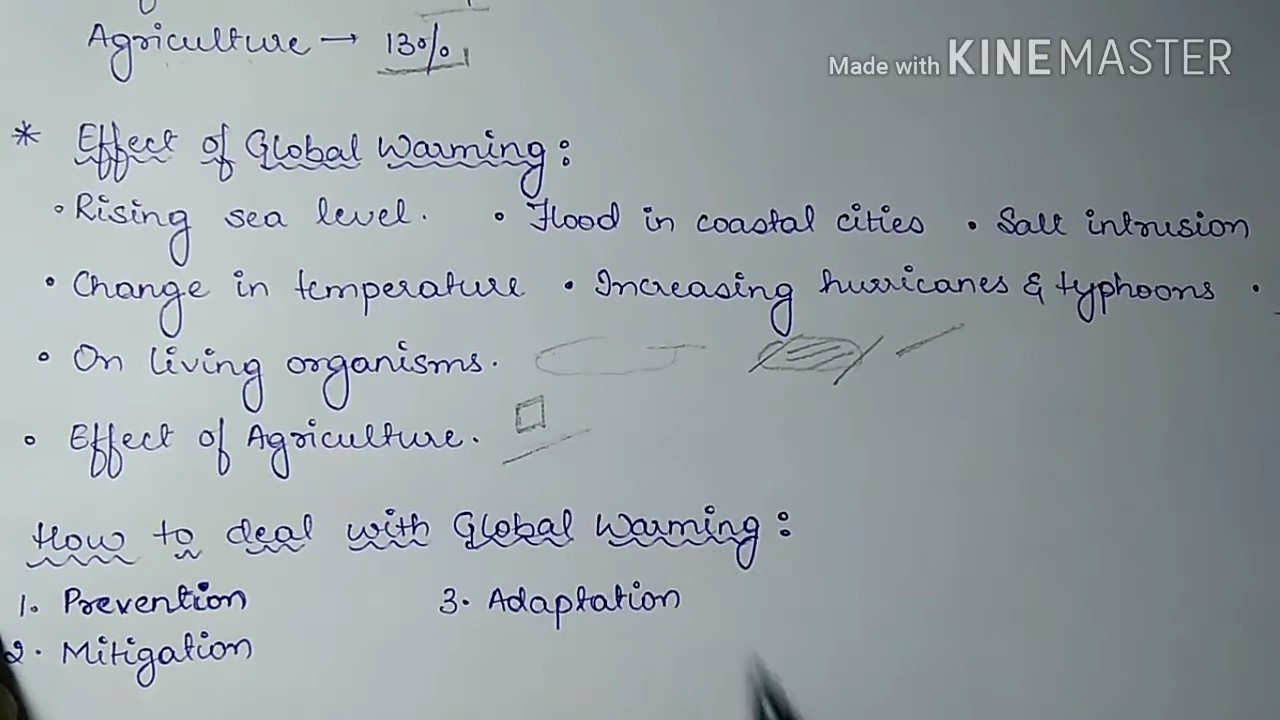 Agriculture → 13%
Made with KINEMASTER
* Effect of Global Warming:
• Rising sea level. • Flood in coastal cities • Salt intrusion
• Change in temperature • Increasing hurricanes & typhoons •
• On living organisms.
• Effect of Agriculture.
How to deal with Global Warming:
1. Prevention 3. Adaptation
2. Mitigation